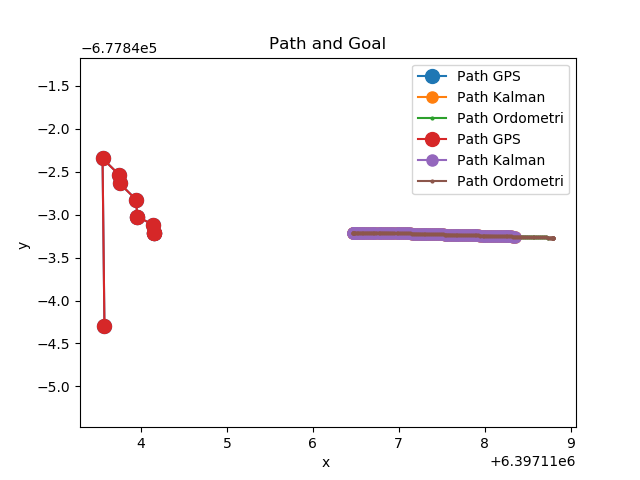 Path and Goal
−6.7784e5
Path GPS
Path Kalman
Path Ordometri
Path GPS
Path Kalman
Path Ordometri
−1.5
−2.0
−2.5
−3.0
−3.5
−4.0
−4.5
−5.0
y
4 5 6 7 8 9
x
+6.39711e6